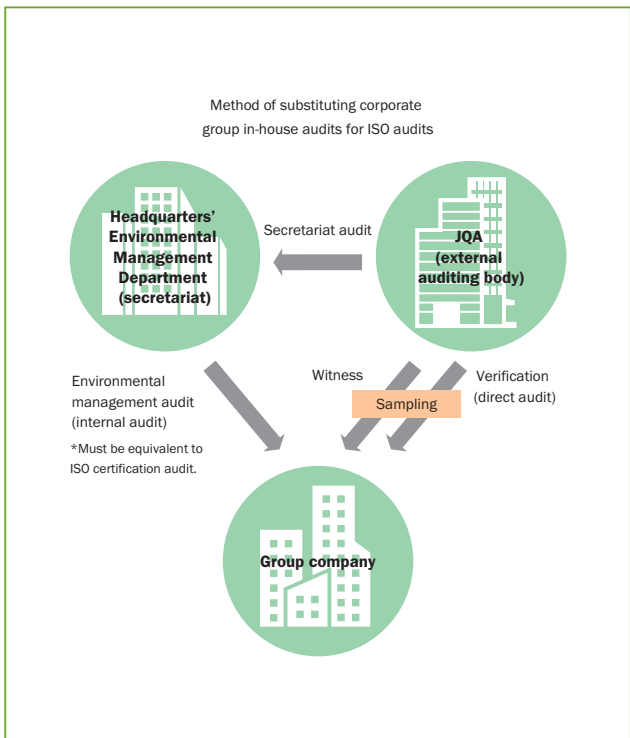 Method of substituting corporate
group in-house audits for ISO audits
Headquarters’
Environmental
Management
Department
(secretariat)
Secretariat audit
JQA
(external
auditing body)
Environmental
management audit
(internal audit)
*Must be equivalent to
ISO certification audit.
Witness
Sampling
Verification
(direct audit)
Group company